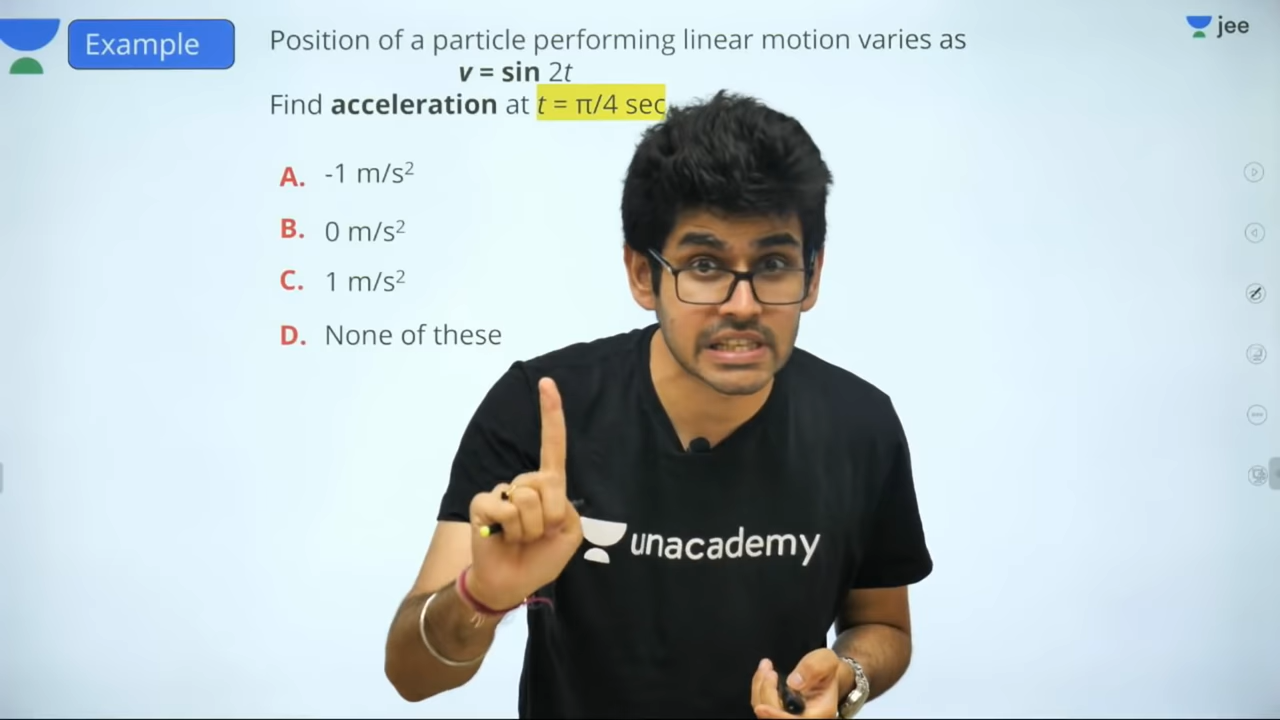 Example
Position of a particle performing linear motion varies as
v = sin 2t
Find acceleration at t = π/4 sec
A. -1 m/s²
B. 0 m/s²
C. 1 m/s²
D. None of these
jee
unacademy